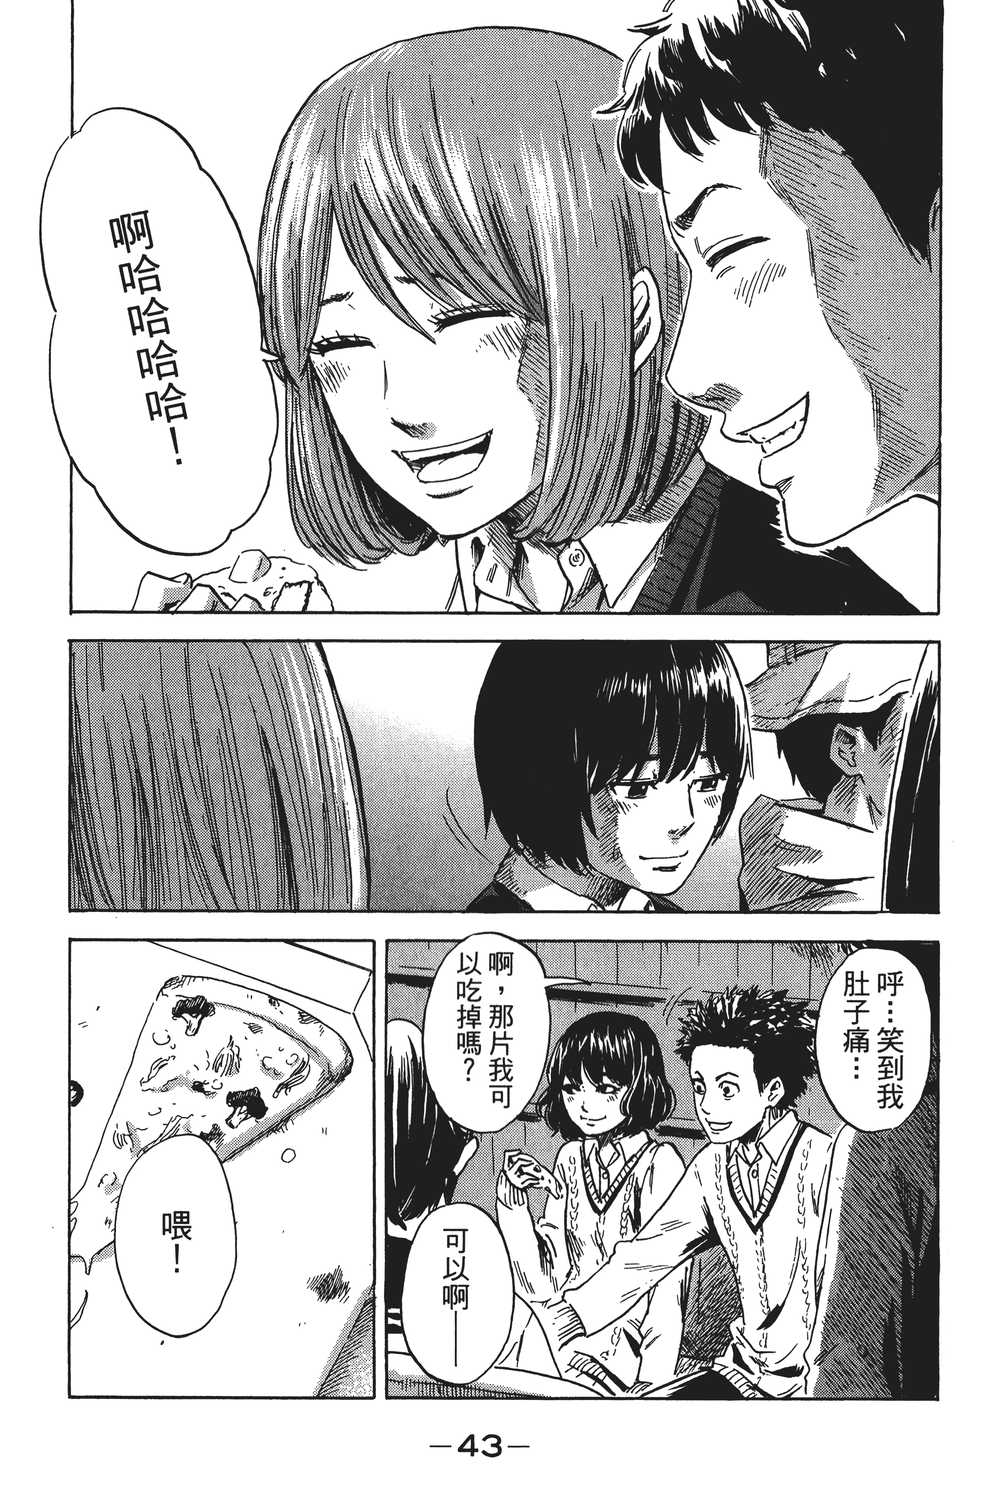 啊哈哈哈哈！
呼…笑到我
肚子痛…
啊，那片我可
以吃掉嗎？
可以啊——
喂！
—43—